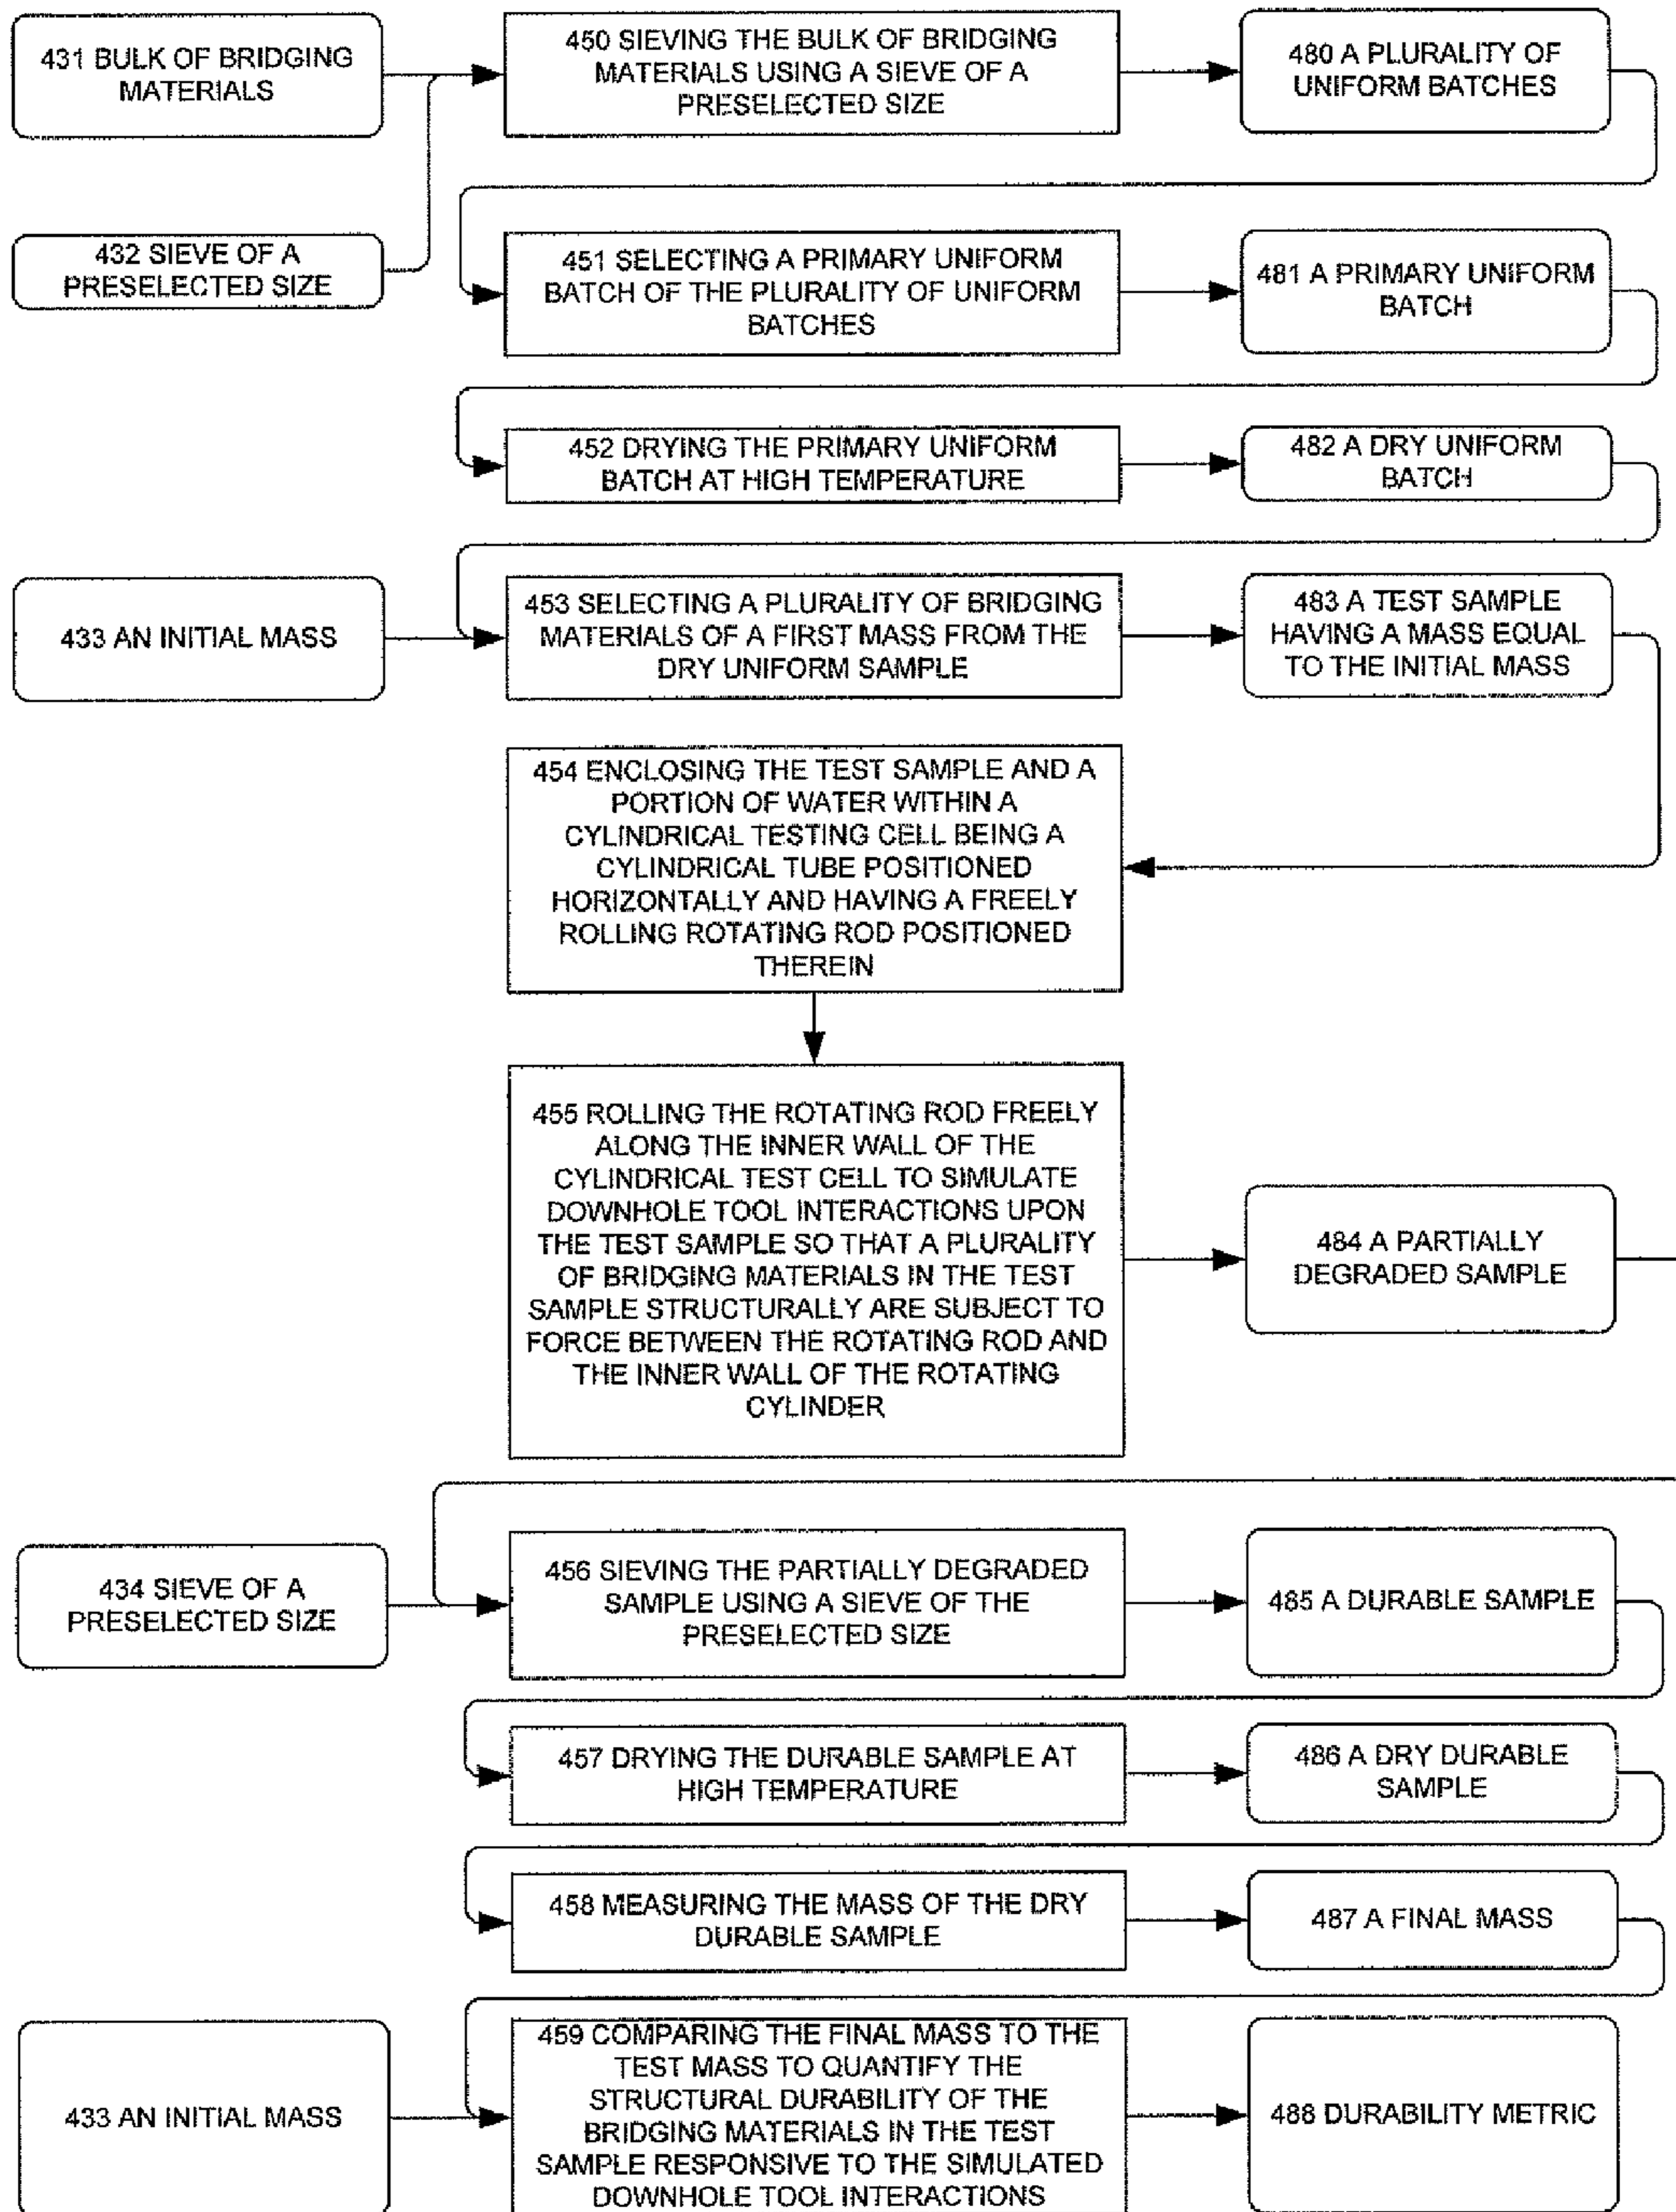 431 BULK OF BRIDGING
MATERIALS
450 SIEVING THE BULK OF BRIDGING
MATERIALS USING A SIEVE OF A
PRESELECTED SIZE
480 A PLURALITY OF
UNIFORM BATCHES
432 SIEVE OF A
PRESELECTED SIZE
451 SELECTING A PRIMARY UNIFORM
BATCH OF THE PLURALITY OF UNIFORM
BATCHES
481 A PRIMARY UNIFORM
BATCH
452 DRYING THE PRIMARY UNIFORM
BATCH AT HIGH TEMPERATURE
482 A DRY UNIFORM
BATCH
433 AN INITIAL MASS
453 SELECTING A PLURALITY OF BRIDGING
MATERIALS OF A FIRST MASS FROM THE
DRY UNIFORM SAMPLE
483 A TEST SAMPLE
HAVING A MASS EQUAL
TO THE INITIAL MASS
454 ENCLOSING THE TEST SAMPLE AND A
PORTION OF WATER WITHIN A
CYLINDRICAL TESTING CELL BEING A
CYLINDRICAL TUBE POSITIONED
HORIZONTALLY AND HAVING A FREELY
ROLLING ROTATING ROD POSITIONED
THEREIN
455 ROLLING THE ROTATING ROD FREELY
ALONG THE INNER WALL OF THE
CYLINDRICAL TEST CELL TO SIMULATE
DOWNHOLE TOOL INTERACTIONS UPON
THE TEST SAMPLE SO THAT A PLURALITY
OF BRIDGING MATERIALS IN THE TEST
SAMPLE STRUCTURALLY ARE SUBJECT TO
FORCE BETWEEN THE ROTATING ROD AND
THE INNER WALL OF THE ROTATING
CYLINDER
484 A PARTIALLY
DEGRADED SAMPLE
434 SIEVE OF A
PRESELECTED SIZE
456 SIEVING THE PARTIALLY DEGRADED
SAMPLE USING A SIEVE OF THE
PRESELECTED SIZE
485 A DURABLE SAMPLE
457 DRYING THE DURABLE SAMPLE AT
HIGH TEMPERATURE
486 A DRY DURABLE
SAMPLE
458 MEASURING THE MASS OF THE DRY
DURABLE SAMPLE
487 A FINAL MASS
433 AN INITIAL MASS
459 COMPARING THE FINAL MASS TO THE
TEST MASS TO QUANTIFY THE
STRUCTURAL DURABILITY OF THE
BRIDGING MATERIALS IN THE TEST
SAMPLE RESPONSIVE TO THE SIMULATED
DOWNHOLE TOOL INTERACTIONS
488 DURABILITY METRIC